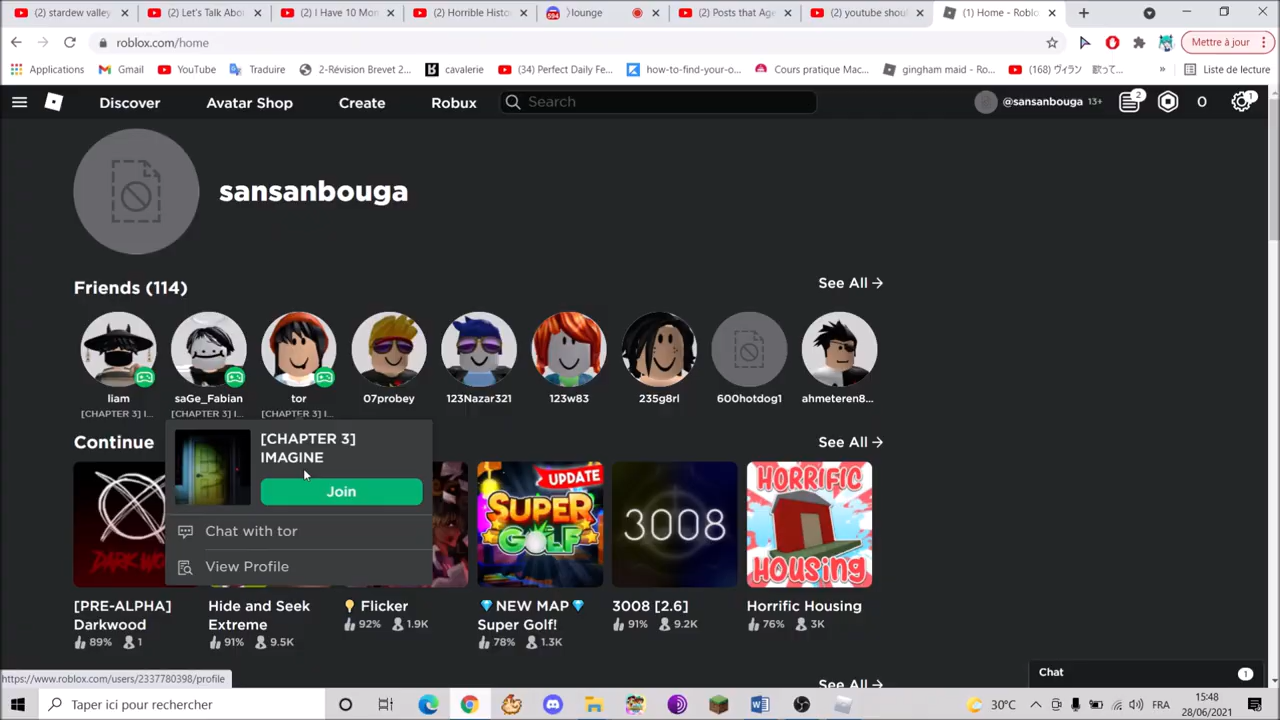 (2) stardew valley
(2) Let's Talk Abo
(2) I Have 10 Mon
(2) Horrible Histo
594
lounge
(2) Posts that Age
(2) youtube shou
(1) Home - Roblo
roblox.com/home
Mettre à jour
Applications
Gmail
YouTube
Traduire
2-Révision Brevet 2...
cavalerie
(34) Perfect Daily Fe...
how-to-find-your-o...
Cours pratique Mac...
gingham maid - Ro...
(168) ヴィラン 歌って...
»
Liste de lecture
Discover
Avatar Shop
Create
Robux
Search
@sansanbouga 13+
2
0
1
sansanbouga
Friends (114)
See All →
liam
saGe_Fabian
tor
07probey
123Nazar321
123w83
235g8rl
600hotdog1
ahmeteren8...
[CHAPTER 3] I...
[CHAPTER 3] I...
[CHAPTER 3] I...
Continue
See All →
[CHAPTER 3]
IMAGINE
Join
Chat with tor
View Profile
UPDATE
SUPER
GOLF
3008
HORRIFIC
HOUSING
[PRE-ALPHA]
Darkwood
89% 1
Hide and Seek
Extreme
91% 9.5K
Flicker
92% 1.9K
💎NEW MAP💎
Super Golf!
78% 1.3K
3008 [2.6]
91% 9.2K
Horrific Housing
76% 3K
Chat
1
https://www.roblox.com/users/2337780398/profile
See All →
Taper ici pour rechercher
30°C
FRA
15:48
28/06/2021